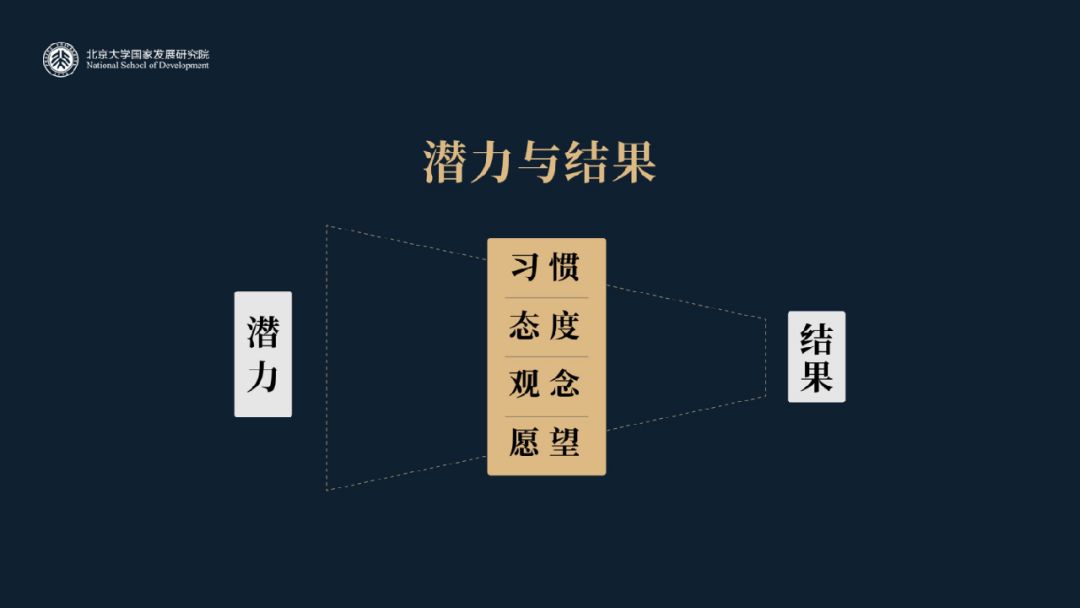 北京大学国家发展研究院
National School of Development
潜力与结果
潜力
习惯
态度
观念
愿望
结果